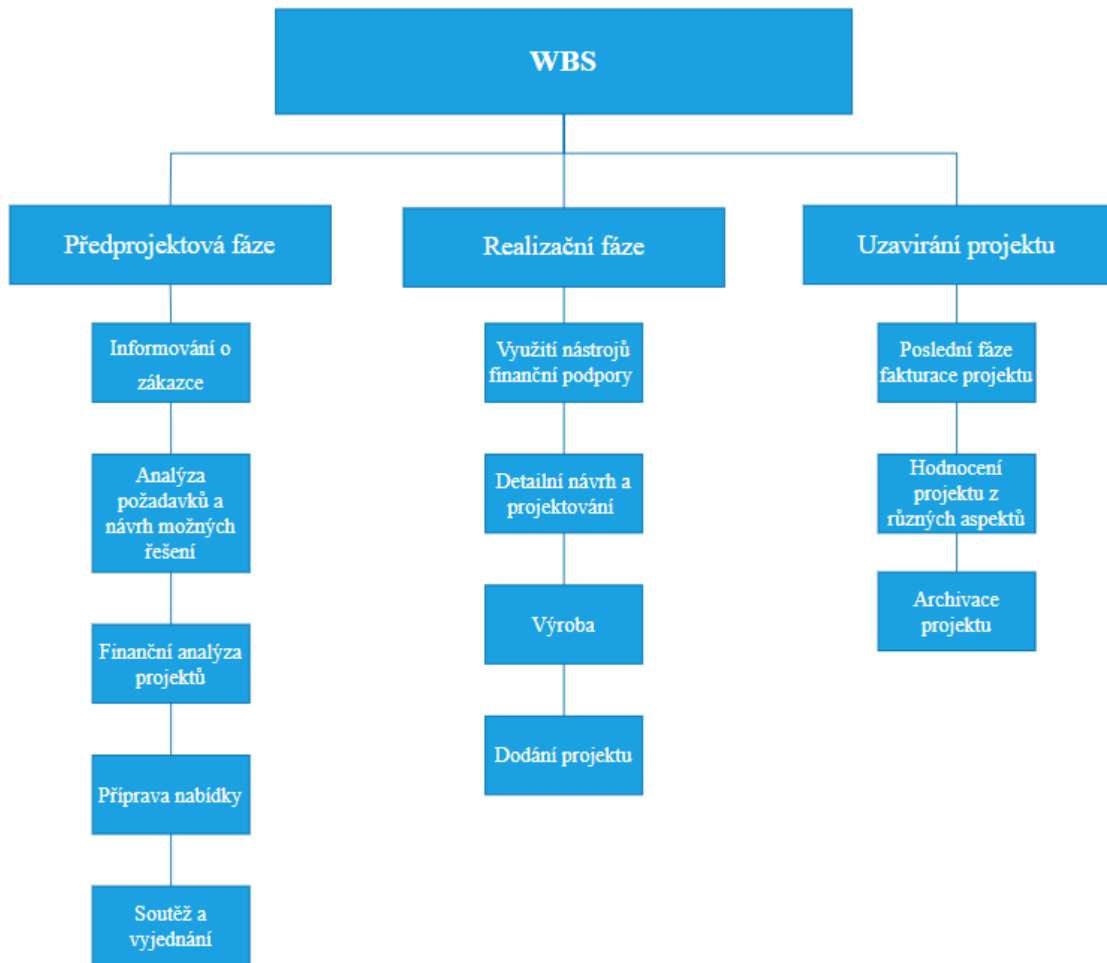 WBS
Předprojektová fáze
Realizační fáze
Uzavirání projektu
Informování o
zákazce
Analýza
požadavků a
návrh možných
řešení
Finanční analýza
projektů
Příprava nabídky
Soutěž a
vyjednání
Využití nástrojů
finanční podpory
Detailní návrh a
projektování
Výroba
Dodání projektu
Poslední fáze
fakturace projektu
Hodnocení
projektu z
různých aspektů
Archivace
projektu